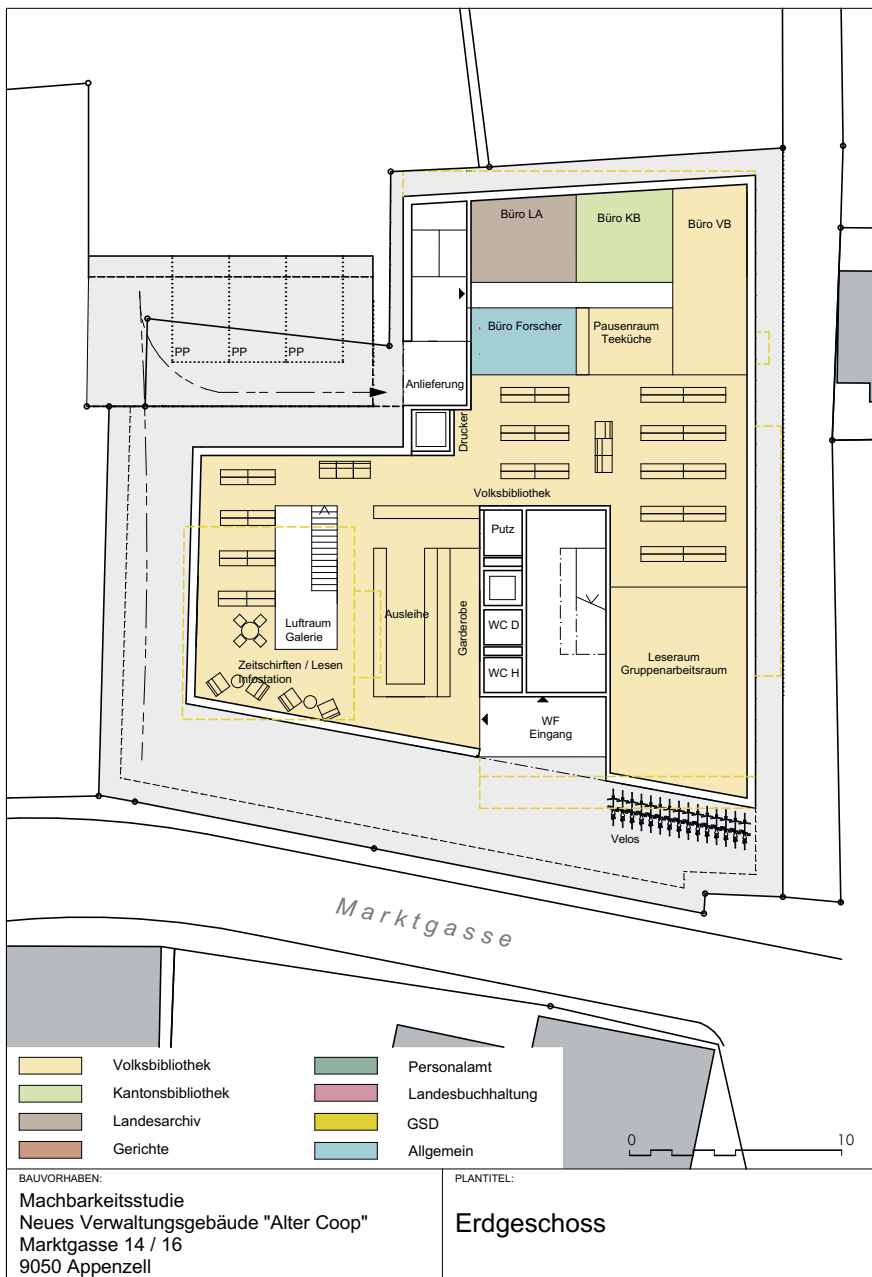 Büro LA
Büro KB
Büro VB
Büro Forscher
Pausenraum
Teeküche
PP
PP
PP
Anlieferung
Drucker
Volksbibliothek
Putz
Ausleihe
Garderobe
WC D
Luftraum
Galerie
Leseraum
Gruppenarbeitsraum
Zeitschirften / Lesen
Infostation
WC H
WF
Eingang
Velos
Marktgasse
Volksbibliothek
Kantonsbibliothek
Landesarchiv
Gerichte
Personalamt
Landesbuchhaltung
GSD
Allgemein
0
10
BAUVORHABEN:
Machbarkeitsstudie
Neues Verwaltungsgebäude "Alter Coop"
Marktgasse 14 / 16
9050 Appenzell
PLANTITEL:
Erdgeschoss